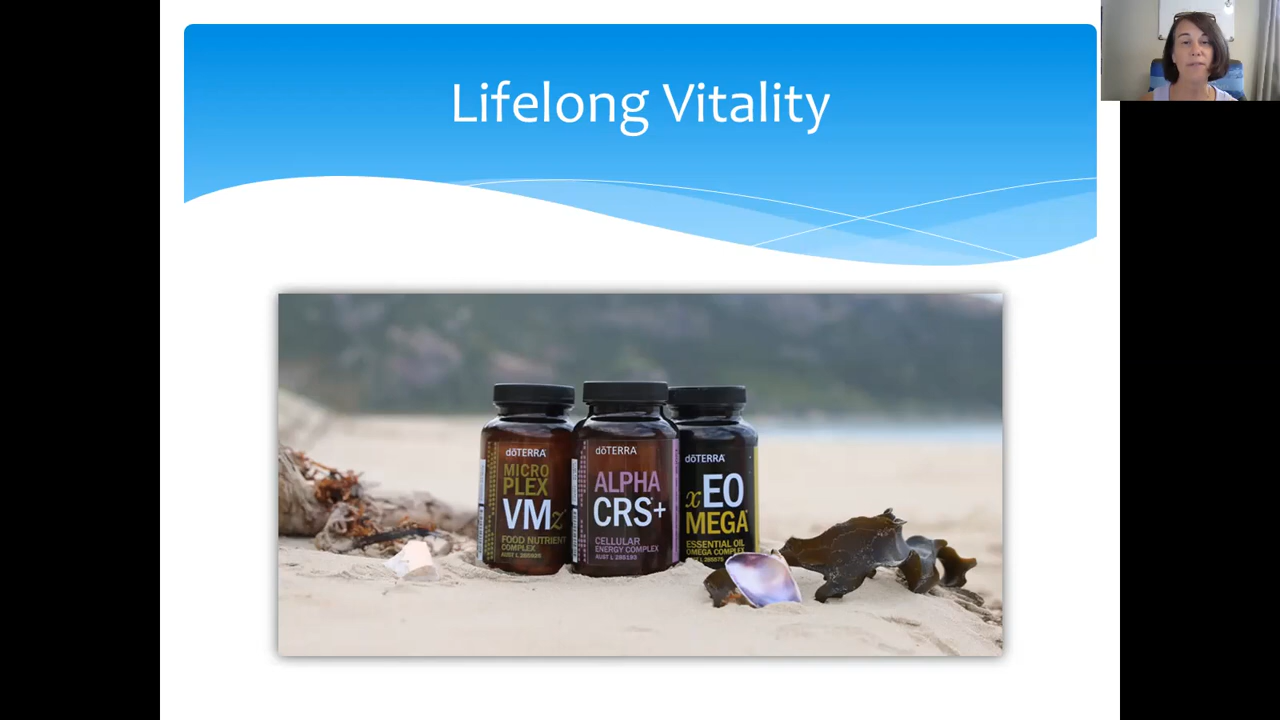 Lifelong Vitality
dōTERRA
MICRO
PLEX
VMz
FOOD NUTRIENT
COMPLEX
dōTERRA
ALPHA
CRS+
CELLULAR
ENERGY COMPLEX
dōTERRA
xEO
MEGA
ESSENTIAL OIL
OMEGA COMPLEX